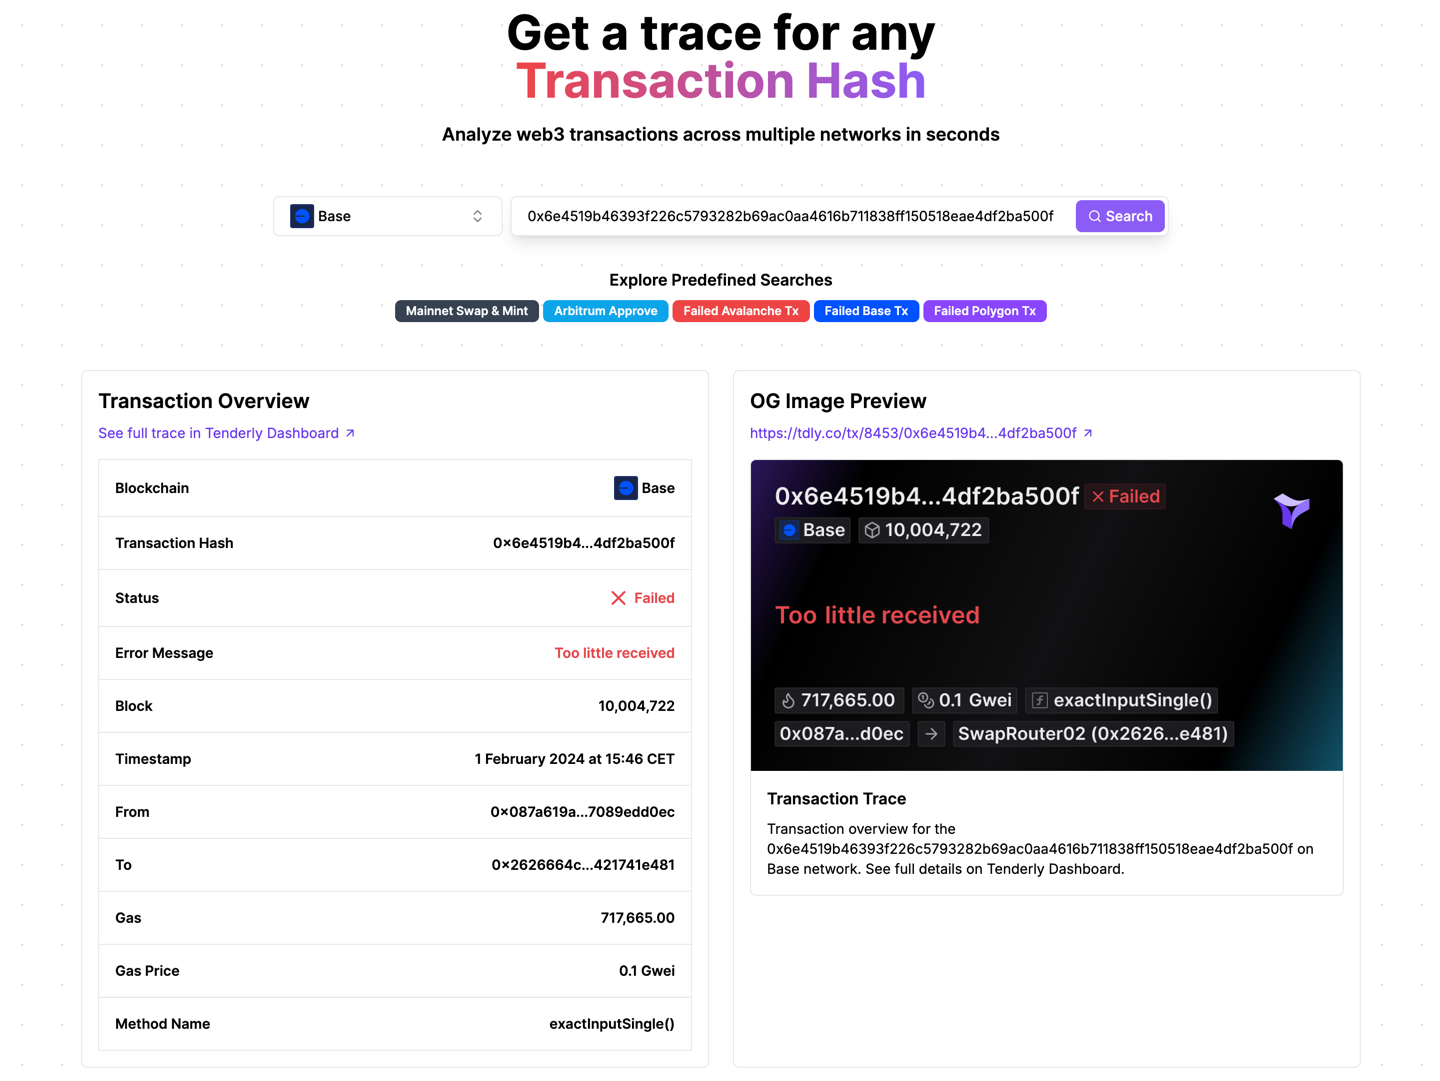 Get a trace for any
Transaction Hash
Analyze web3 transactions across multiple networks in seconds
Base
0x6e4519b46393f226c5793282b69ac0aa4616b711838ff150518eae4df2ba500f
Search
Explore Predefined Searches
Mainnet Swap & Mint
Arbitrum Approve
Failed Avalanche Tx
Failed Base Tx
Failed Polygon Tx
Transaction Overview
See full trace in Tenderly Dashboard
Blockchain
Base
Transaction Hash
0×6e4519b4...4df2ba500f
Status
Failed
Error Message
Too little received
Block
10,004,722
Timestamp
1 February 2024 at 15:46 CET
From
0×087a619a...7089edd0ec
To
0×2626664c...421741e481
Gas
717,665.00
Gas Price
0.1 Gwei
Method Name
exactInputSingle()
OG Image Preview
https://tdly.co/tx/8453/0x6e4519b4...4df2ba500f
0x6e4519b4...4df2ba500f
Failed
Base
10,004,722
Too little received
717,665.00
0.1 Gwei
exactInputSingle()
0x087a...d0ec
SwapRouter02 (0x2626...e481)
Transaction Trace
Transaction overview for the
0x6e4519b46393f226c5793282b69ac0aa4616b711838ff150518eae4df2ba500f on
Base network. See full details on Tenderly Dashboard.